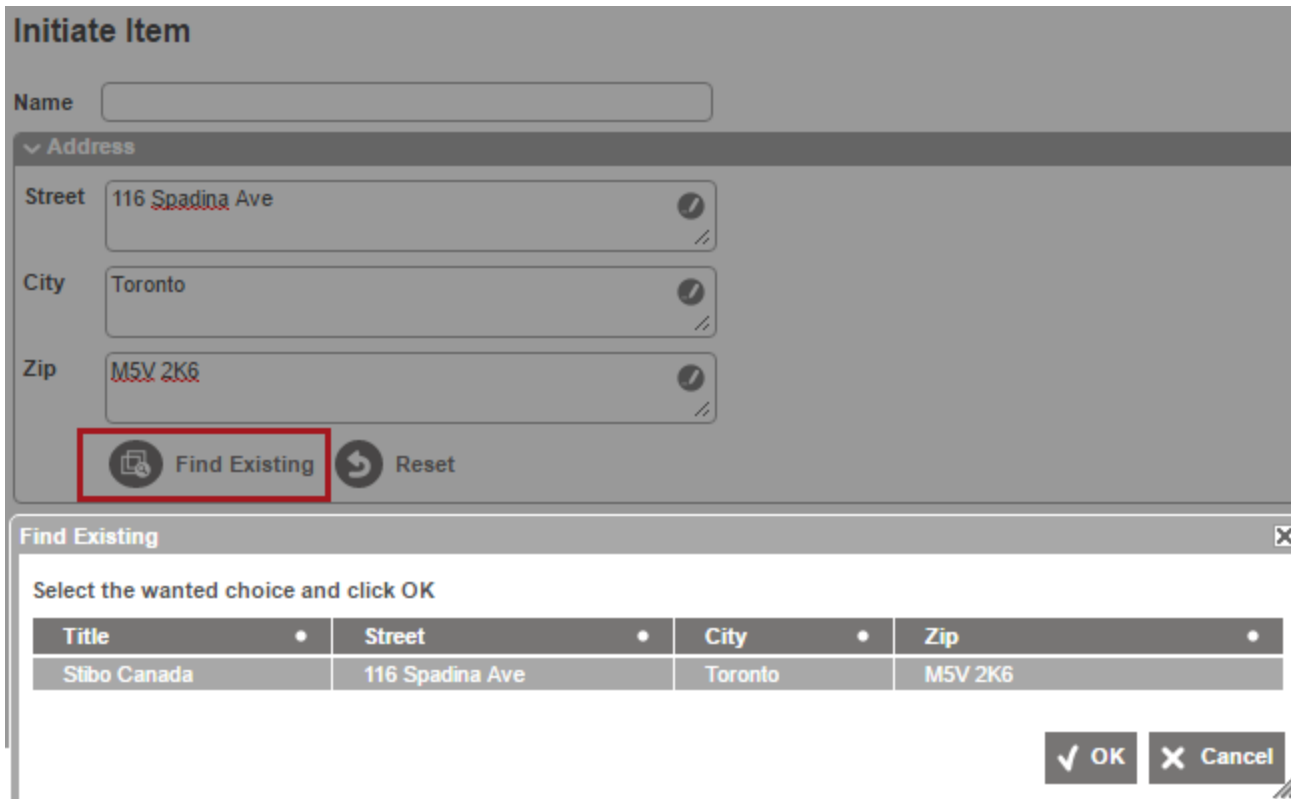 Initiate Item
Name
Address
Street 116 Spadina Ave
City Toronto
Zip M5V 2K6
Find Existing Reset
Find Existing
Select the wanted choice and click OK
Title Street City Zip
Stibo Canada 116 Spadina Ave Toronto M5V 2K6
OK Cancel